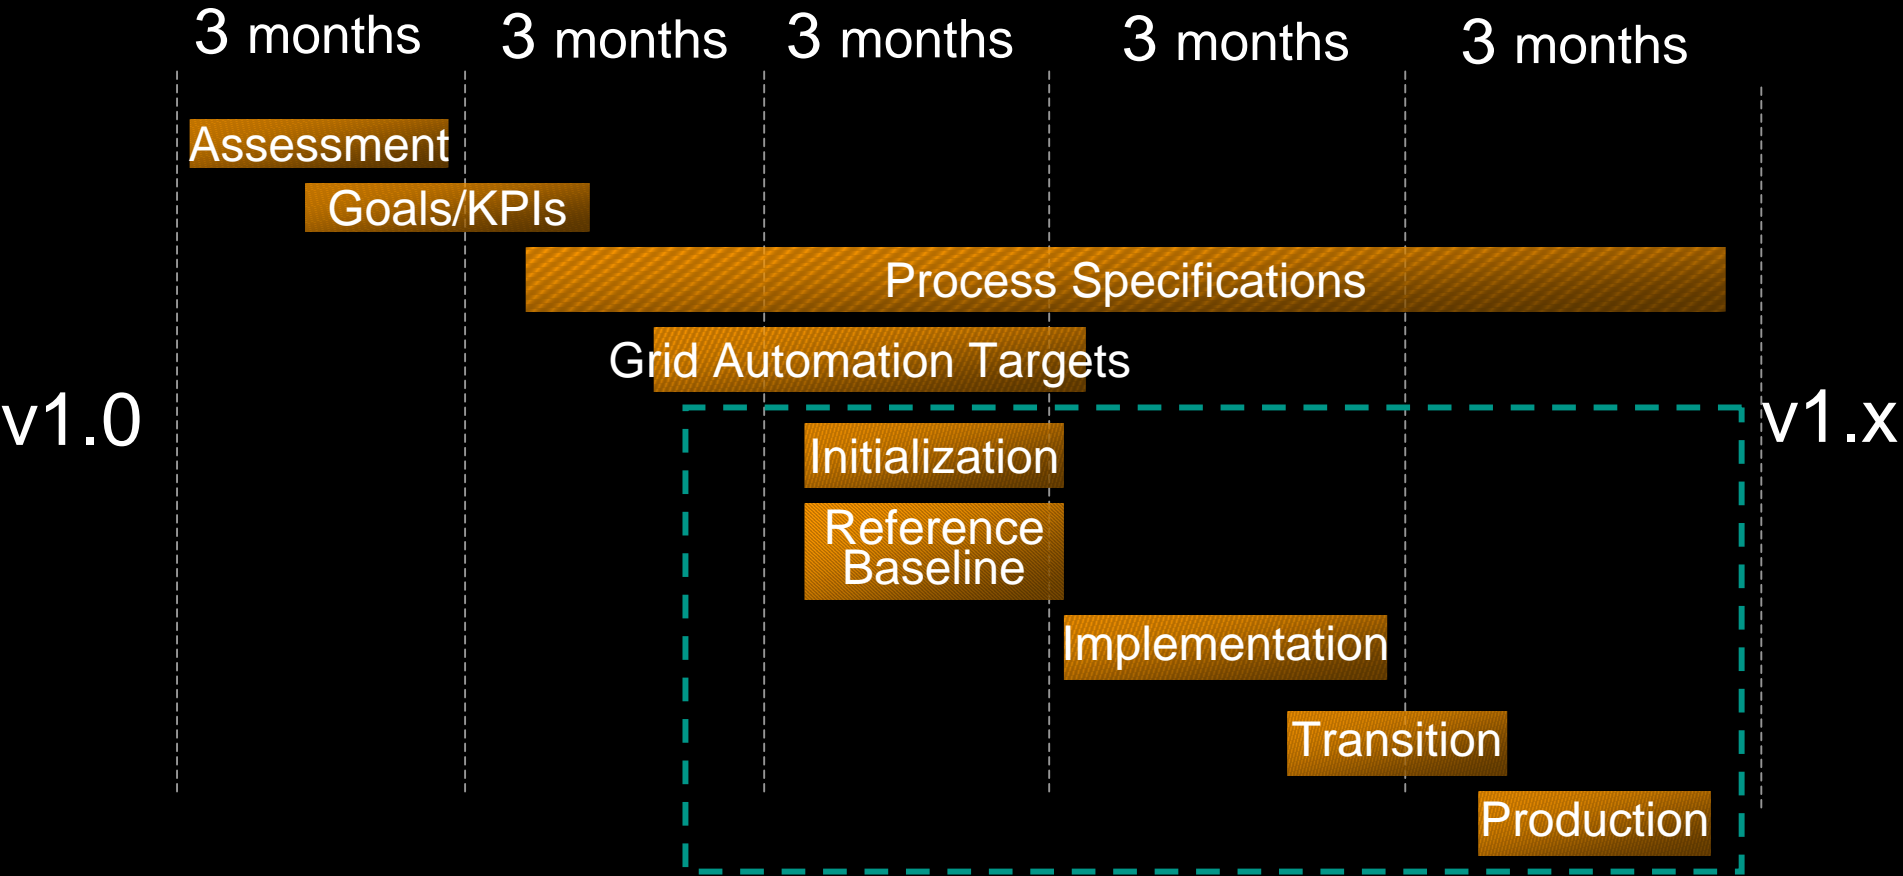 3 months
3 months
3 months
3 months
3 months
Assessment
Goals/KPIs
Process Specifications
Grid Automation Targets
v1.0
v1.x
Initialization
Reference
Baseline
Implementation
Transition
Production